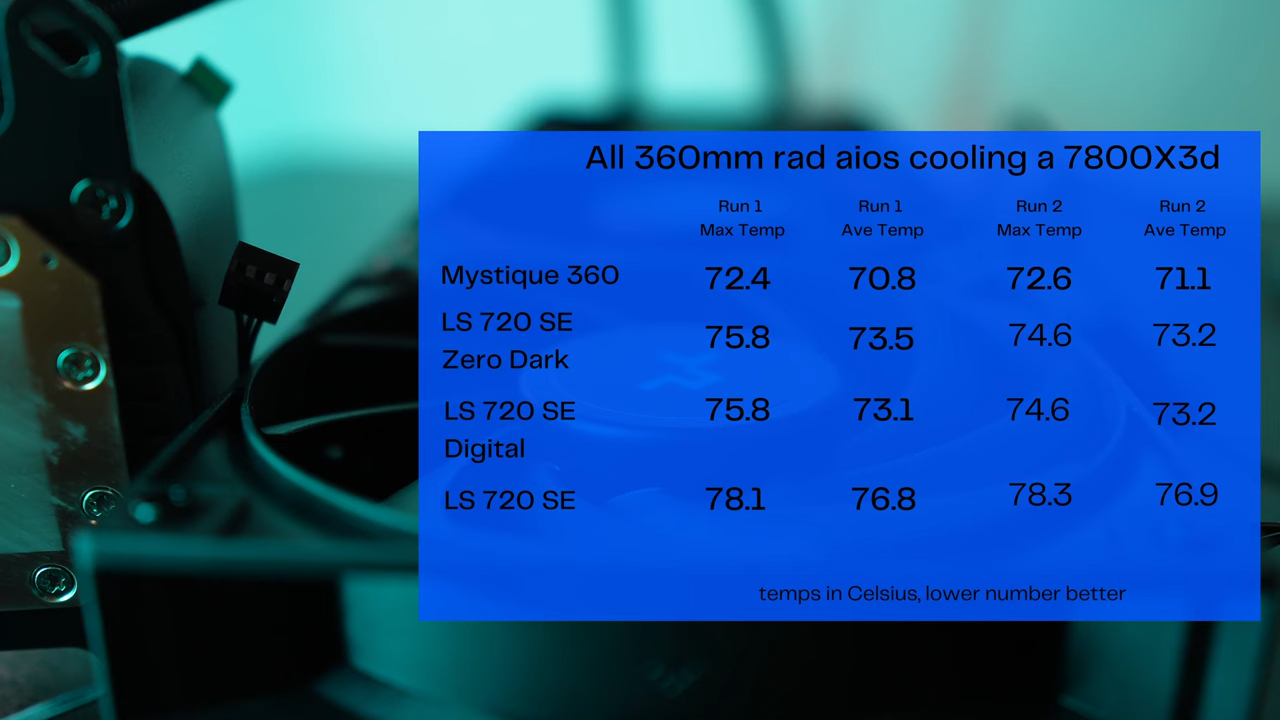 All 360mm rad aios cooling a 7800X3d
Run 1 Run 1 Run 2 Run 2
Max Temp Ave Temp Max Temp Ave Temp
Mystique 360 72.4 70.8 72.6 71.1
LS 720 SE
Zero Dark 75.8 73.5 74.6 73.2
LS 720 SE 75.8 73.1 74.6 73.2
Digital
LS 720 SE 78.1 76.8 78.3 76.9
temps in Celsius, lower number better